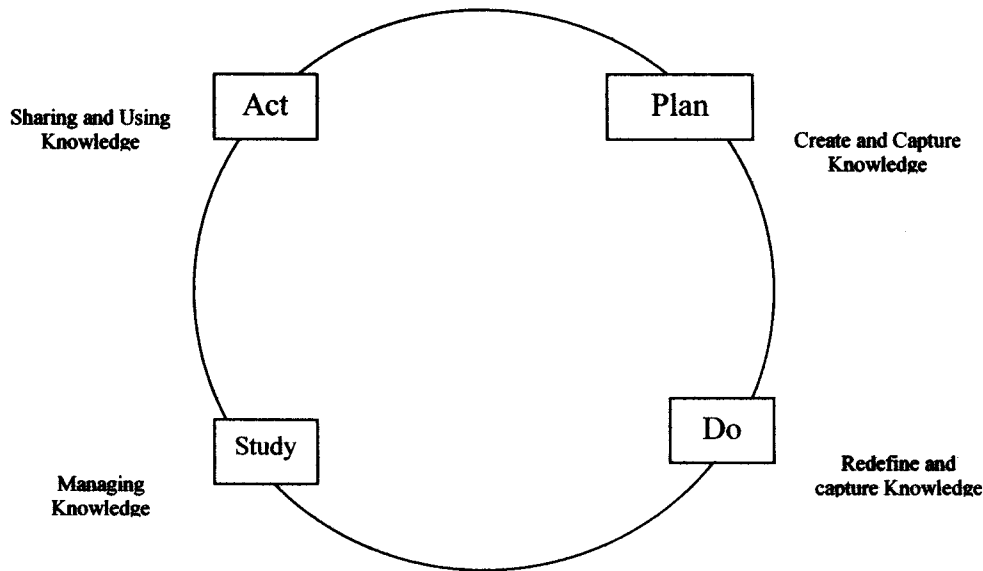 Act
Plan
Sharing and Using
Knowledge
Create and Capture
Knowledge
Study
Do
Managing
Knowledge
Redefine and
capture Knowledge